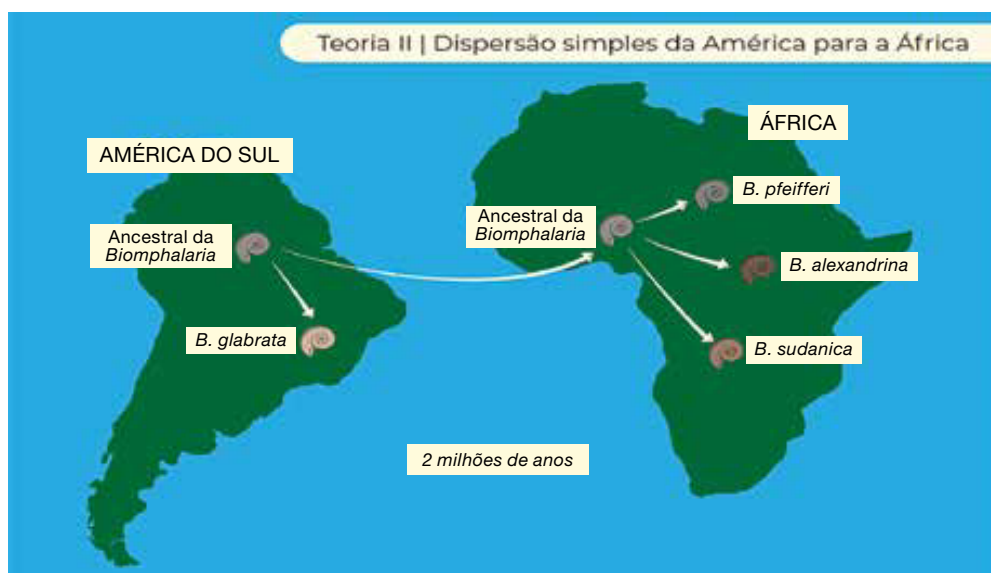 Teoria II | Dispersão simples da América para a África
ÁFRICA
AMÉRICA DO SUL
B. pfeifferi
Ancestral da
Biomphalaria
Ancestral da
Biomphalaria
B. alexandrina
B. glabrata
B. sudanica
2 milhões de anos